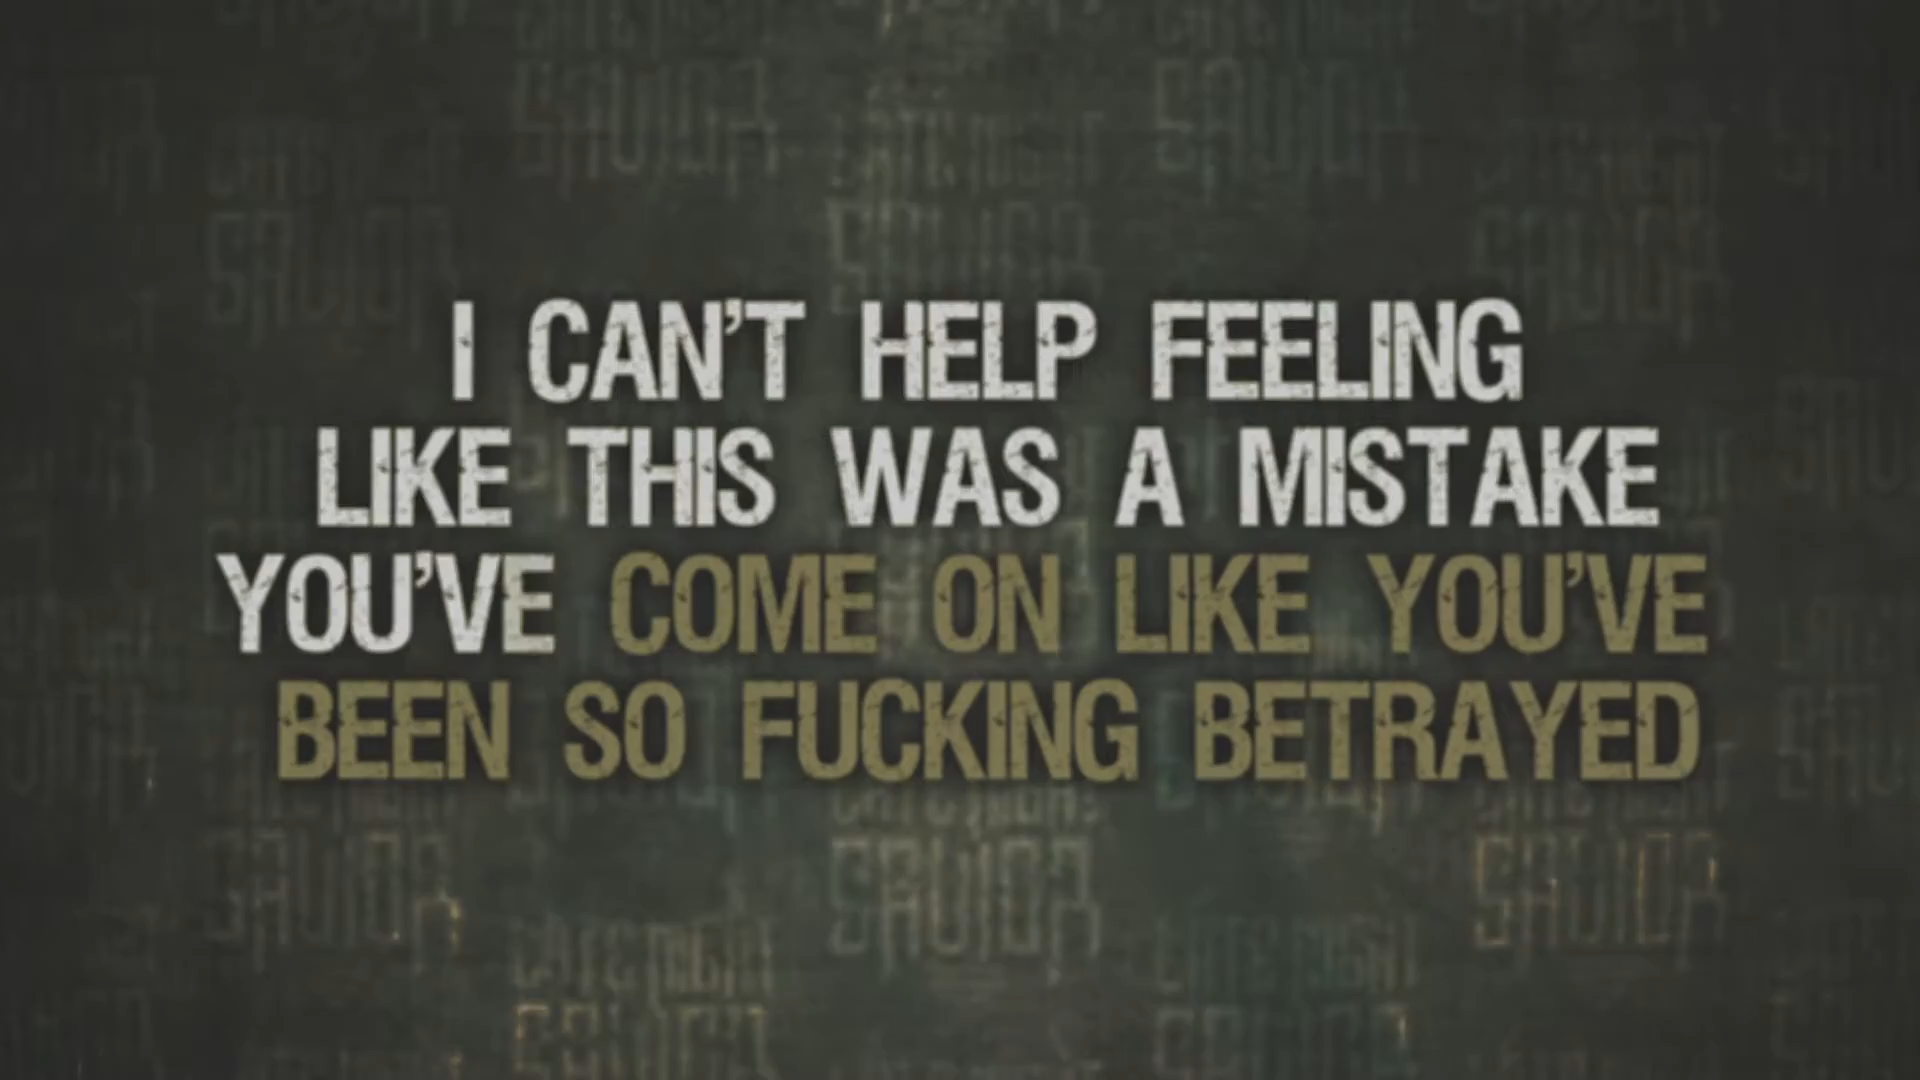 I CAN'T HELP FEELING
LIKE THIS WAS A MISTAKE
YOU'VE COME ON LIKE YOU'VE
BEEN SO FUCKING BETRAYED